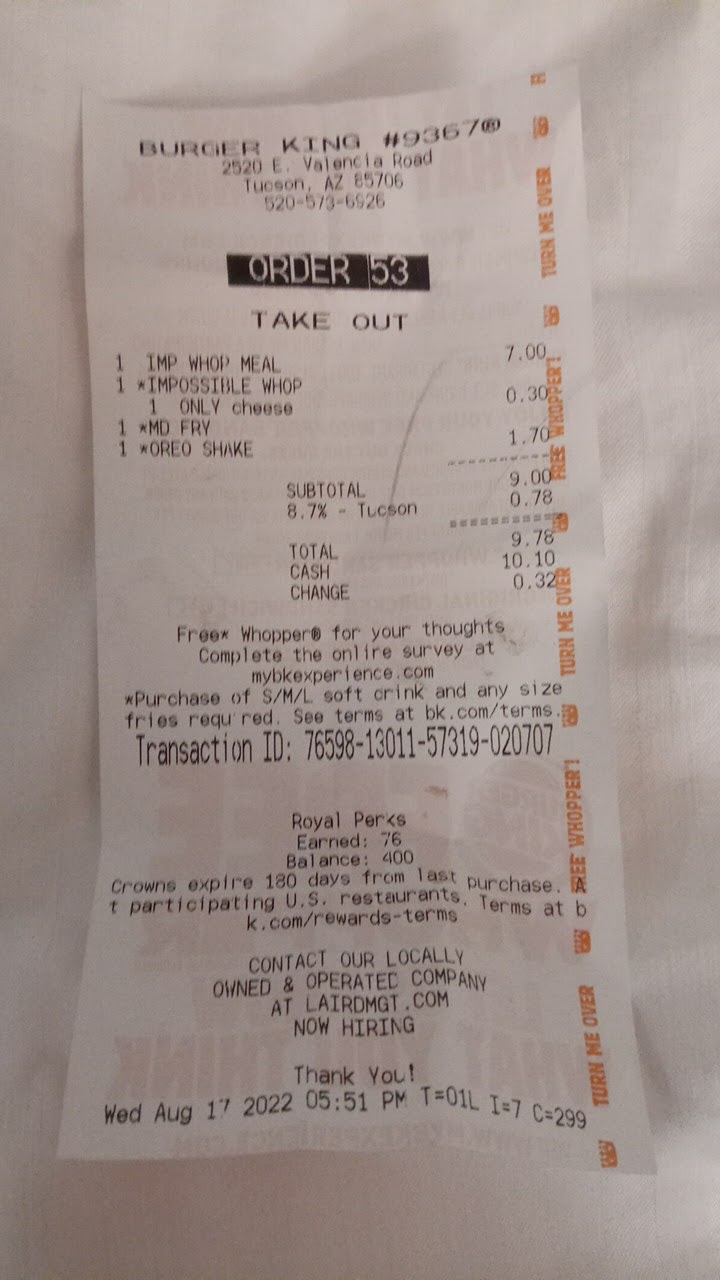 BURGER KING #9367®
2520 E. Valencia Road
Tucson, AZ 85706
520-573-6926
ORDER 53
TAKE OUT
1 IMP WHOP MEAL 7.00
1 *IMPOSSIBLE WHOP
1 ONLY cheese 0.30
1 *MD FRY
1 *OREO SHAKE 1.70
SUBTOTAL 9.00
8.7% - Tucson 0.78
TOTAL 9.78
CASH 10.10
CHANGE 0.32
Free* Whopper® for your thoughts
Complete the online survey at
mybkexperience.com
*Purchase of S/M/L soft drink and any size
fries required. See terms at bk.com/terms.
Transaction ID: 76598-13011-57319-020707
Royal Perks
Earned: 76
Balance: 400
Crowns expire 180 days from last purchase. A
t participating U.S. restaurants. Terms at b
k.com/rewards-terms
CONTACT OUR LOCALLY
OWNED & OPERATED COMPANY
AT LAIRDMGT.COM
NOW HIRING
Thank You!
Wed Aug 17 2022 05:51 PM T=01L I=7 C=299
TURN ME OVER
FREE WHOPPER!
TURN ME OVER
FREE WHOPPER!
TURN ME OVER